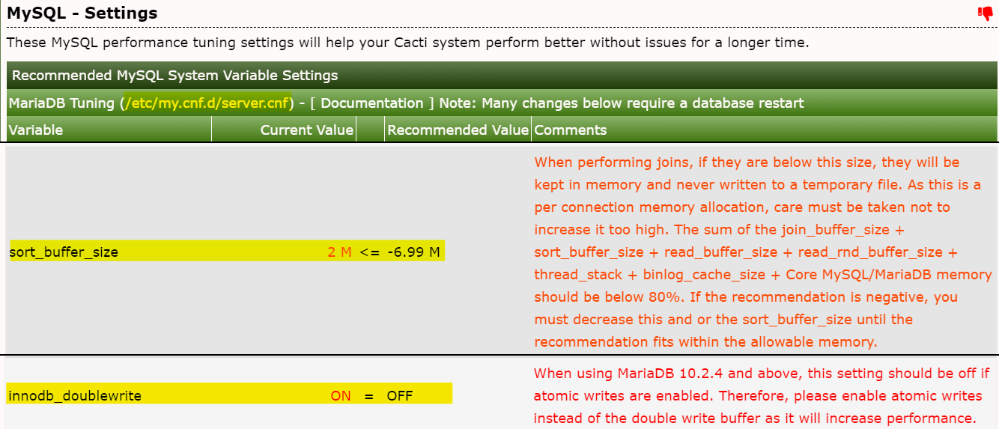 MySQL - Settings
These MySQL performance tuning settings will help your Cacti system perform better without issues for a longer time.
Recommended MySQL System Variable Settings
MariaDB Tuning (/etc/my.cnf.d/server.cnf) - [ Documentation ] Note: Many changes below require a database restart
Variable Current Value Recommended Value Comments
When performing joins, if they are below this size, they will be
kept in memory and never written to a temporary file. As this is a
per connection memory allocation, care must be taken not to
increase it too high. The sum of the join_buffer_size +
sort_buffer_size 2 M <= -6.99 M sort_buffer_size + read_buffer_size + read_rnd_buffer_size +
thread_stack + binlog_cache_size + Core MySQL/MariaDB memory
should be below 80%. If the recommendation is negative, you
must decrease this and or the sort_buffer_size until the
recommendation fits within the allowable memory.
When using MariaDB 10.2.4 and above, this setting should be off if
innodb_doublewrite ON = OFF atomic writes are enabled. Therefore, please enable atomic writes
instead of the double write buffer as it will increase performance.